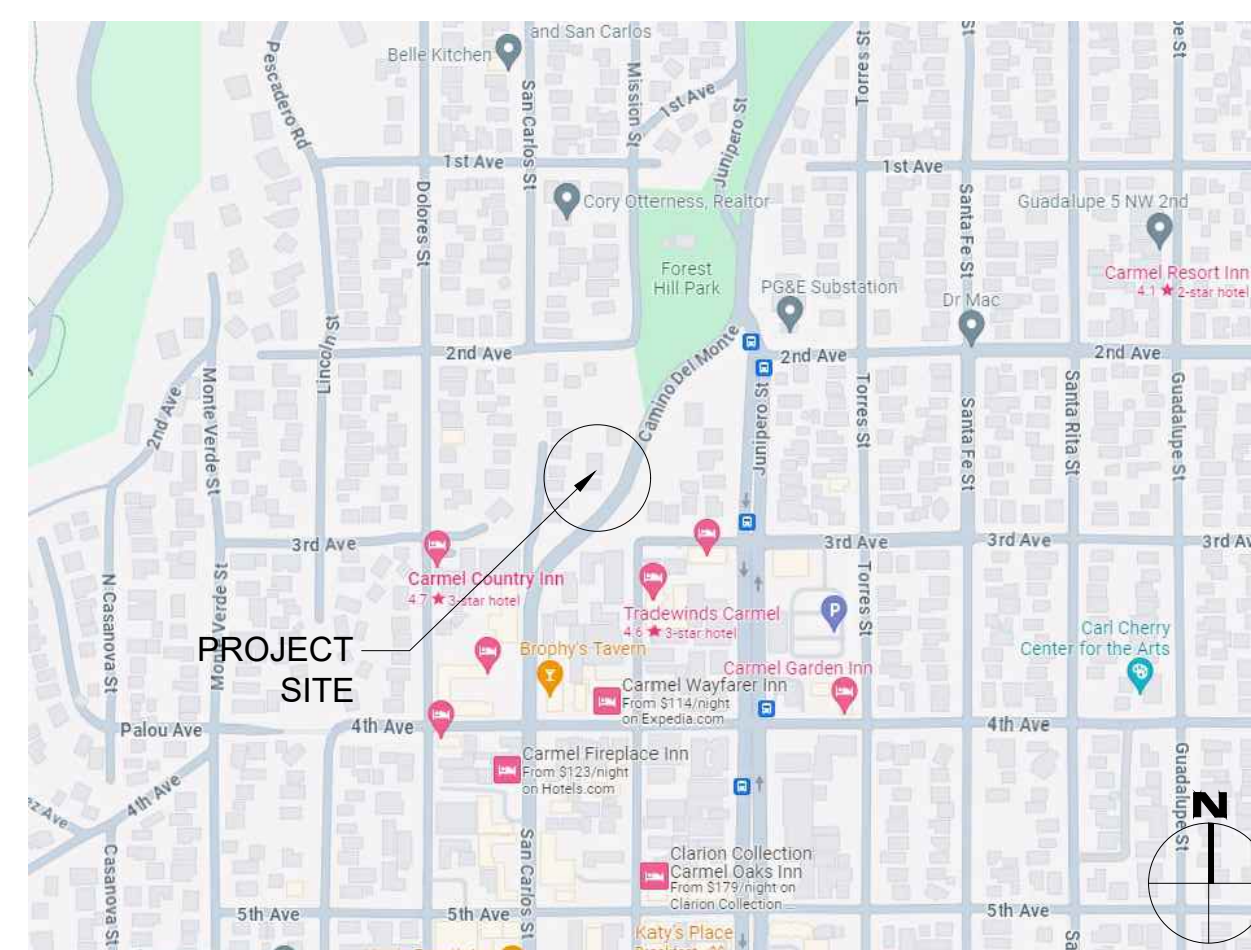 and San Carlos
Belle Kitchen
Pescadero Rd
San Carlos St
Mission St
1st Ave
Junipero St
Torres St
St
1st Ave
1st Ave
Dolores St
Cory Otterness, Realtor
Santa Fe St
Guadalupe 5 NW 2nd
Forest
Hill Park
PG&E Substation
Carmel Resort Inn
4.1 ★ 2-star hotel
Dr Mac
Lincoln St
2nd Ave
2nd Ave
2nd Ave
Camino Del Monte
2nd Ave
Monte Verde St
Junipero St
Torres St
Santa Fe St
Santa Rita St
Guadalupe St
3rd Ave
3rd Ave
3rd Ave
3rd Av
Carmel Country Inn
4.7 ★ 3-star hotel
N Casanova St
Monte Verde St
Torres St
P
Tradewinds Carmel
4.6 ★ 3-star hotel
Carl Cherry
Center for the Arts
PROJECT
SITE
Brophy's Tavern
Carmel Garden Inn
Carmel Wayfarer Inn
From $114/night
on Expedia.com
Palou Ave
4th Ave
4th Ave
Carmel Fireplace Inn
From $123/night
on Hotels.com
4th Ave
Guadalupe St
N
Casanova St
San Carlos St
Clarion Collection
Carmel Oaks Inn
From $179/night on
Clarion Collection ...
5th Ave
5th Ave
5th Ave
Katy's Place